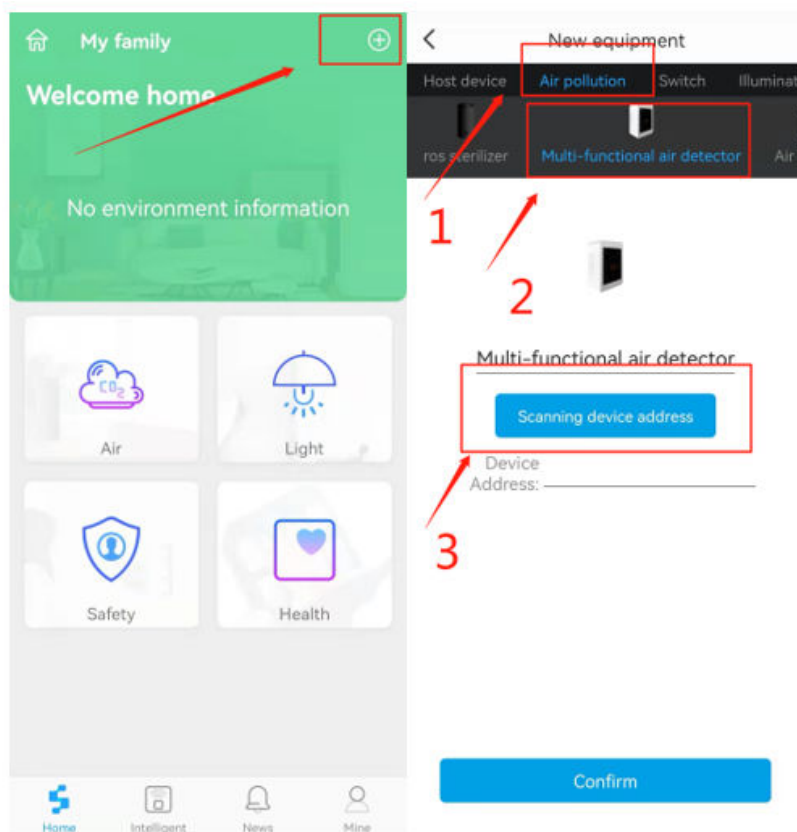 My family
Welcome home
No environment information
CO2
Air
Light
Safety
Health
Home
Intelligent
News
Mine
New equipment
Host device Air pollution Switch Illuminat
ros sterilizer Multi-functional air detector Air
1
2
Multi-functional air detector
Scanning device address
Device
Address:
3
Confirm